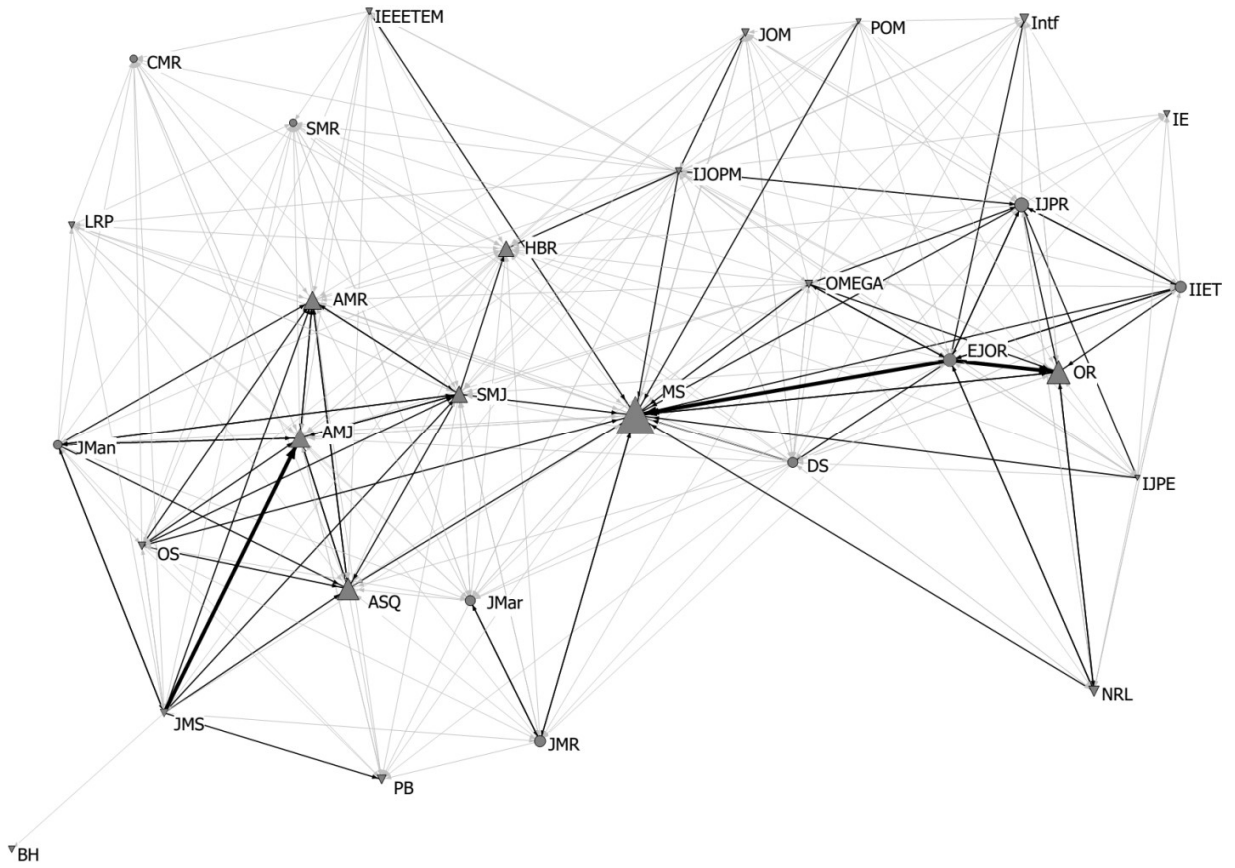 IEEETEM
JOM
POM
Intf
CMR
IE
SMR
IJOPM
IJPR
LRP
HBR
OMEGA
IIET
AMR
EJOR
OR
MS
SMJ
AMJ
JMan
DS
IJPE
OS
ASQ
JMar
NRL
JMS
JMR
PB
BH